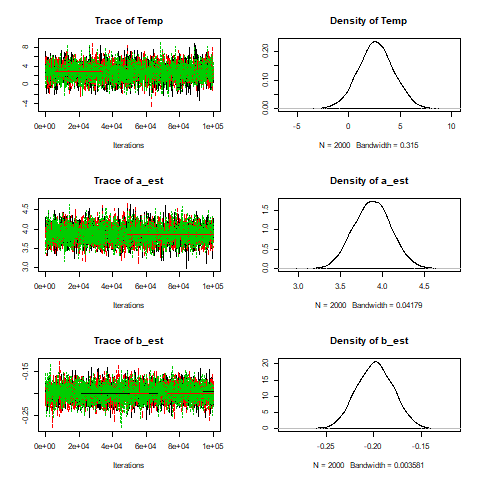 Trace of Temp
8
4
0
-4
0e+00 2e+04 4e+04 6e+04 8e+04 1e+05
Iterations
Density of Temp
0.20
0.10
0.00
-5 0 5 10
N = 2000 Bandwidth = 0.315
Trace of a_est
4.5
4.0
3.5
3.0
0e+00 2e+04 4e+04 6e+04 8e+04 1e+05
Iterations
Density of a_est
1.5
1.0
0.5
0.0
3.0 3.5 4.0 4.5
N = 2000 Bandwidth = 0.04179
Trace of b_est
-0.15
-0.25
0e+00 2e+04 4e+04 6e+04 8e+04 1e+05
Iterations
Density of b_est
20
15
10
5
0
-0.25 -0.20 -0.15
N = 2000 Bandwidth = 0.003581